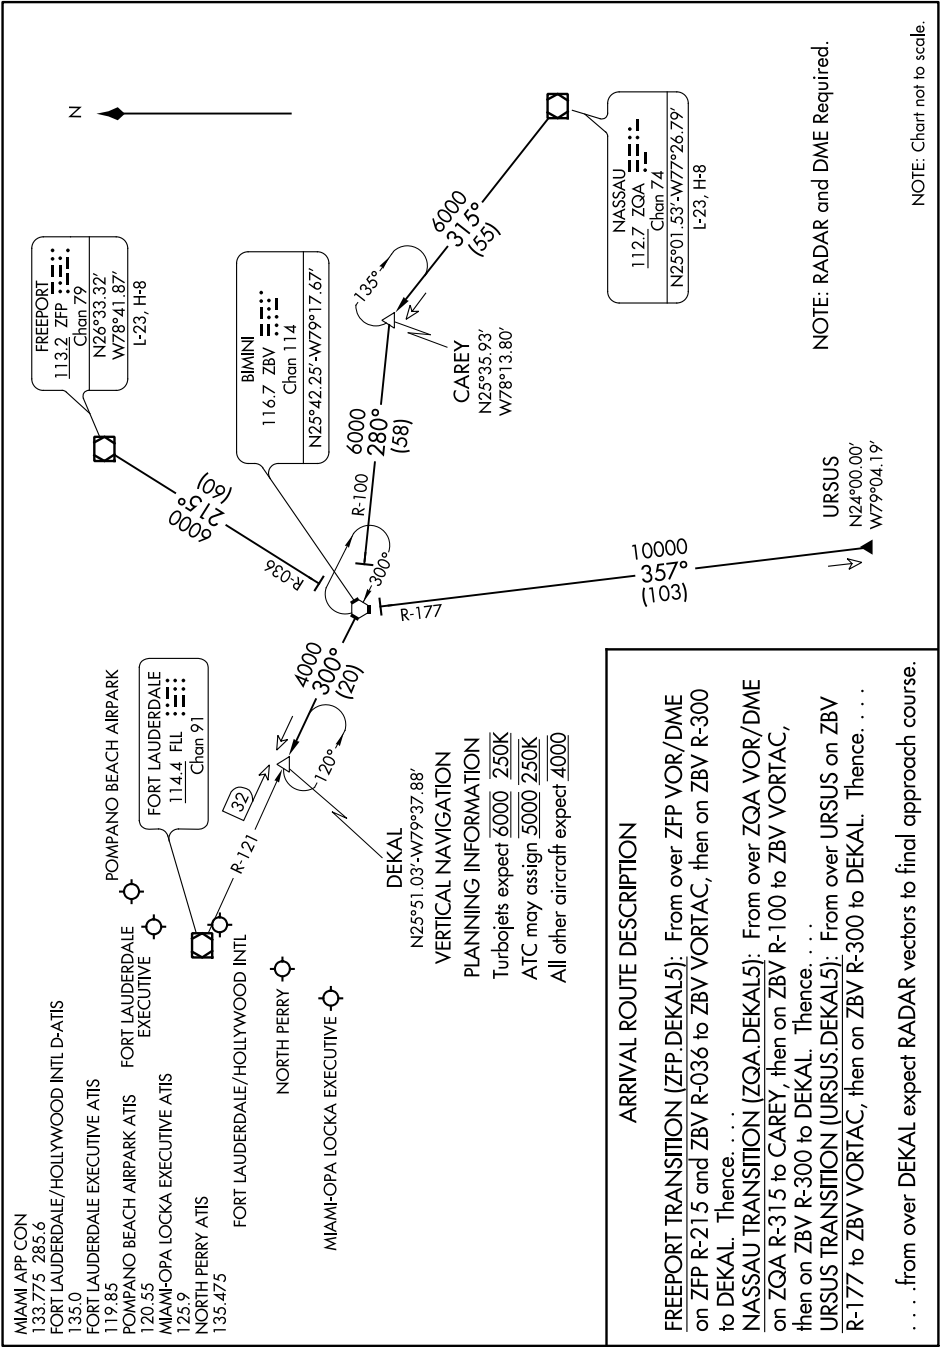 MIAMI APP CON
133.775 285.6
FORT LAUDERDALE/HOLLYWOOD INTL D-ATIS
135.0
FORT LAUDERDALE EXECUTIVE ATIS
119.85
POMPANO BEACH AIRPARK ATIS
120.55
MIAMI-OPA LOCKA EXECUTIVE ATIS
125.9
NORTH PERRY ATIS
135.475
FORT LAUDERDALE
EXECUTIVE
POMPANO BEACH AIRPARK
FORT LAUDERDALE/HOLLYWOOD INTL
NORTH PERRY
MIAMI-OPA LOCKA EXECUTIVE
FORT LAUDERDALE
114.4 FLL
Chan 91
R-121
32
120°
DEKAL
N25°51.03'-W79°37.88'
VERTICAL NAVIGATION
PLANNING INFORMATION
Turbojets expect 6000 250K
ATC may assign 5000 250K
All other aircraft expect 4000
4000
300°
(20)
FREEPORT
113.2 ZFP
Chan 79
N26°33.32'
W78°41.87'
L-23, H-8
6000
215°
(60)
R-036
BIMINI
116.7 ZBV
Chan 114
N25°42.25'-W79°17.67'
300°
R-100
6000
280°
(58)
CAREY
N25°35.93'
W78°13.80'
135°
6000
315°
(55)
NASSAU
112.7 ZQA
Chan 74
N25°01.53'-W77°26.79'
L-23, H-8
R-177
10000
357°
(103)
URSUS
N24°00.00'
W79°04.19'
N
NOTE: RADAR and DME Required.
NOTE: Chart not to scale.
ARRIVAL ROUTE DESCRIPTION
FREEPORT TRANSITION (ZFP.DEKAL5): From over ZFP VOR/DME
on ZFP R-215 and ZBV R-036 to ZBV VORTAC, then on ZBV R-300
to DEKAL. Thence. . . .
NASSAU TRANSITION (ZQA.DEKAL5): From over ZQA VOR/DME
on ZQA R-315 to CAREY, then on ZBV R-100 to ZBV VORTAC,
then on ZBV R-300 to DEKAL. Thence. . . .
URSUS TRANSITION (URSUS.DEKAL5): From over URSUS on ZBV
R-177 to ZBV VORTAC, then on ZBV R-300 to DEKAL. Thence. . . .
. . . .from over DEKAL expect RADAR vectors to final approach course.